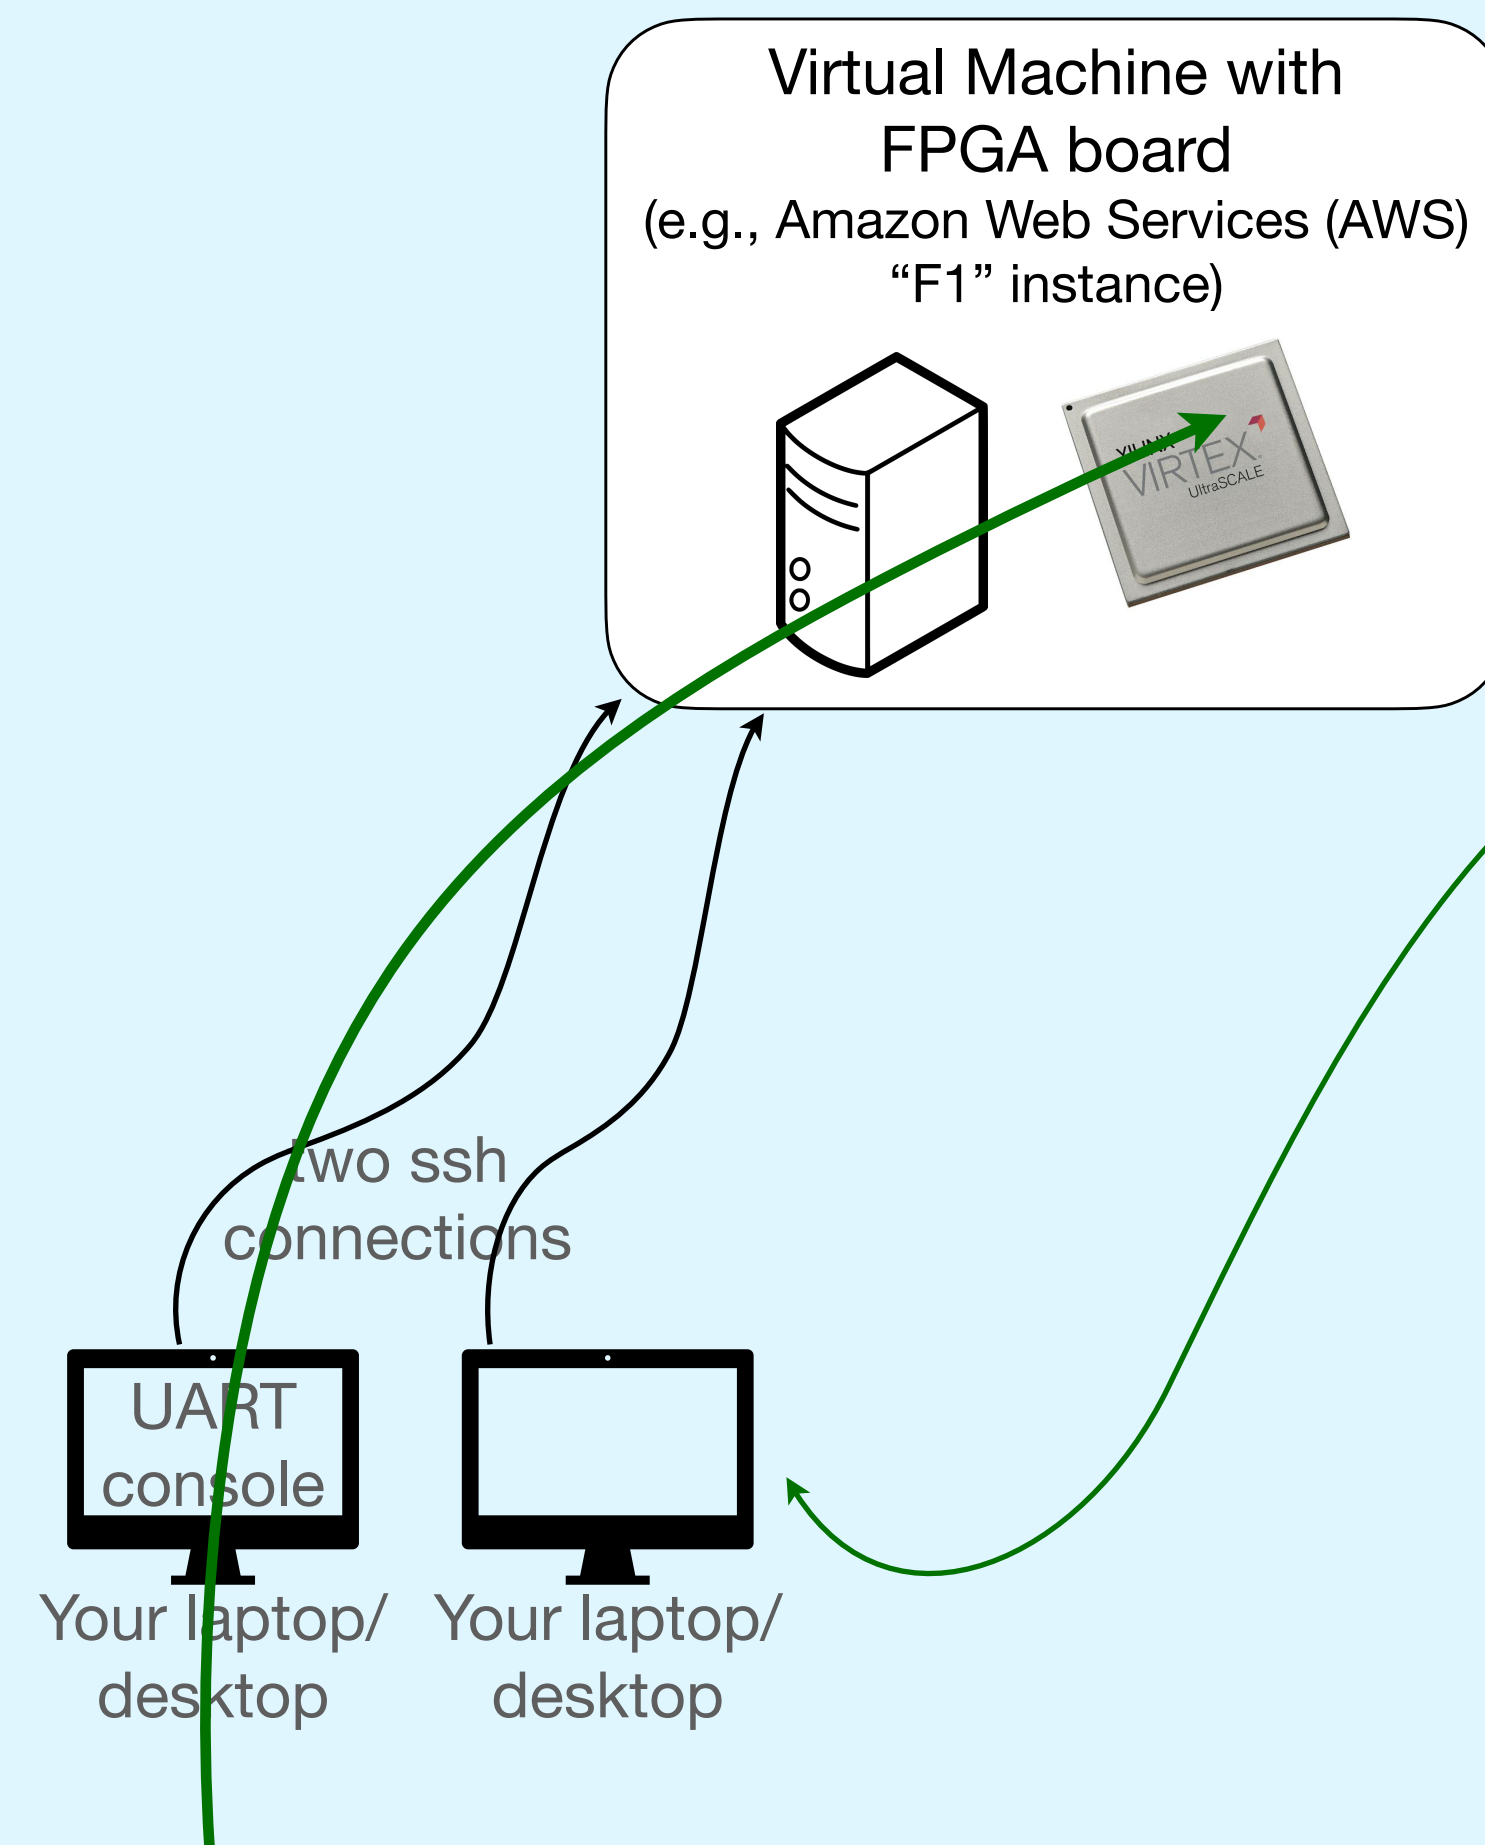 Virtual Machine with
FPGA board
(e.g., Amazon Web Services (AWS)
“F1” instance)
XILINX
VIRTEX.
UltraSCALE
two ssh
connections
UART
console
Your laptop/
desktop
Your laptop/
desktop